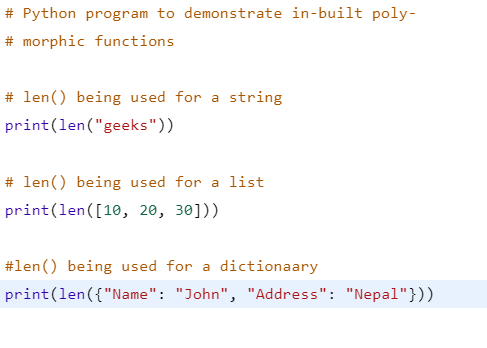 # Python program to demonstrate in-built poly-
# morphic functions
# len() being used for a string
print(len("geeks"))
# len() being used for a list
print(len([10, 20, 30]))
#len() being used for a dictionaary
print(len({"Name": "John", "Address": "Nepal"}))